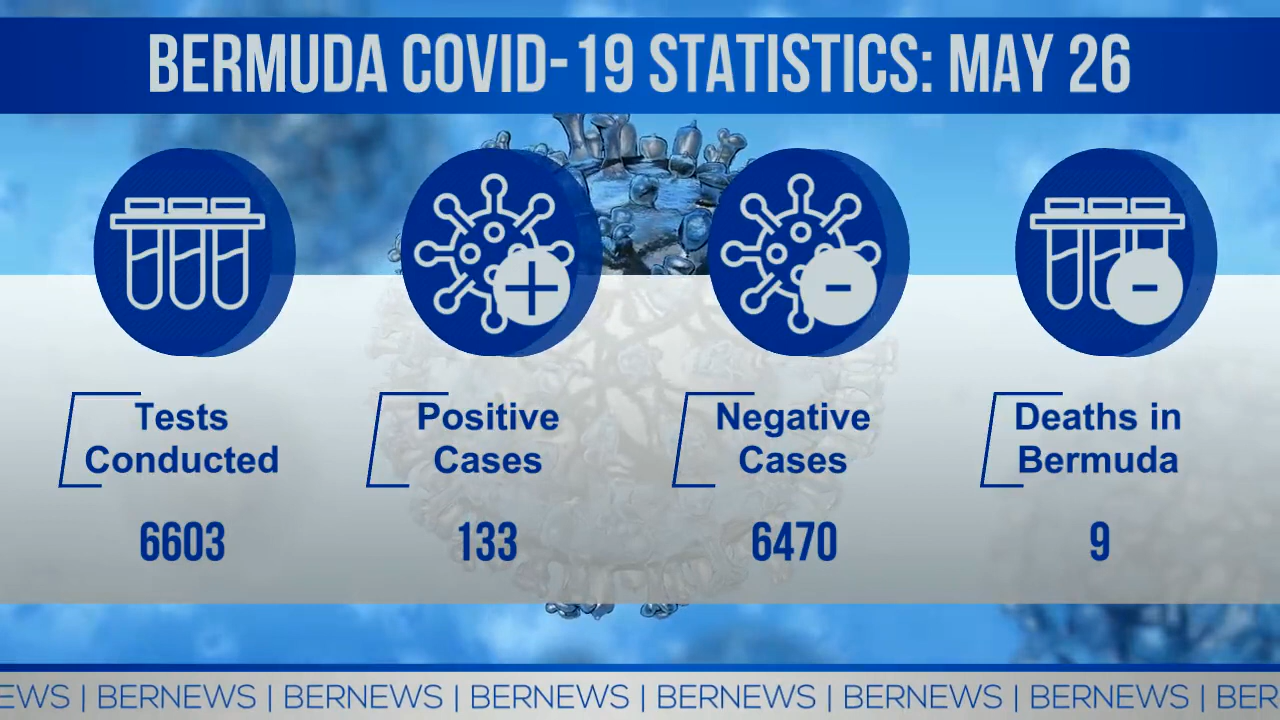 BERMUDA COVID-19 STATISTICS: MAY 26
Tests
Conducted
6603
Positive
Cases
133
Negative
Cases
6470
Deaths in
Bermuda
9
EWS | BERNEWS | BERNEWS | BERNEWS | BERNEWS | BERNEWS | BERNEWS | BER